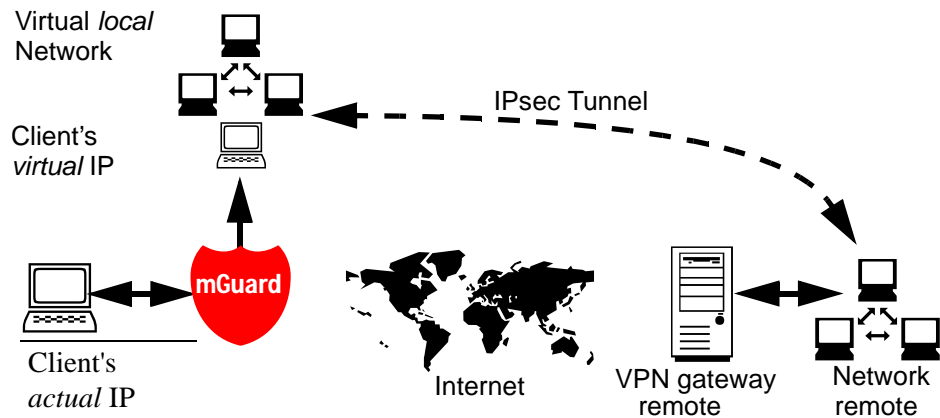 Virtual local
Network
IPsec Tunnel
Client's
virtual IP
mGuard
Client's
actual IP
Internet
VPN gateway
remote
Network
remote